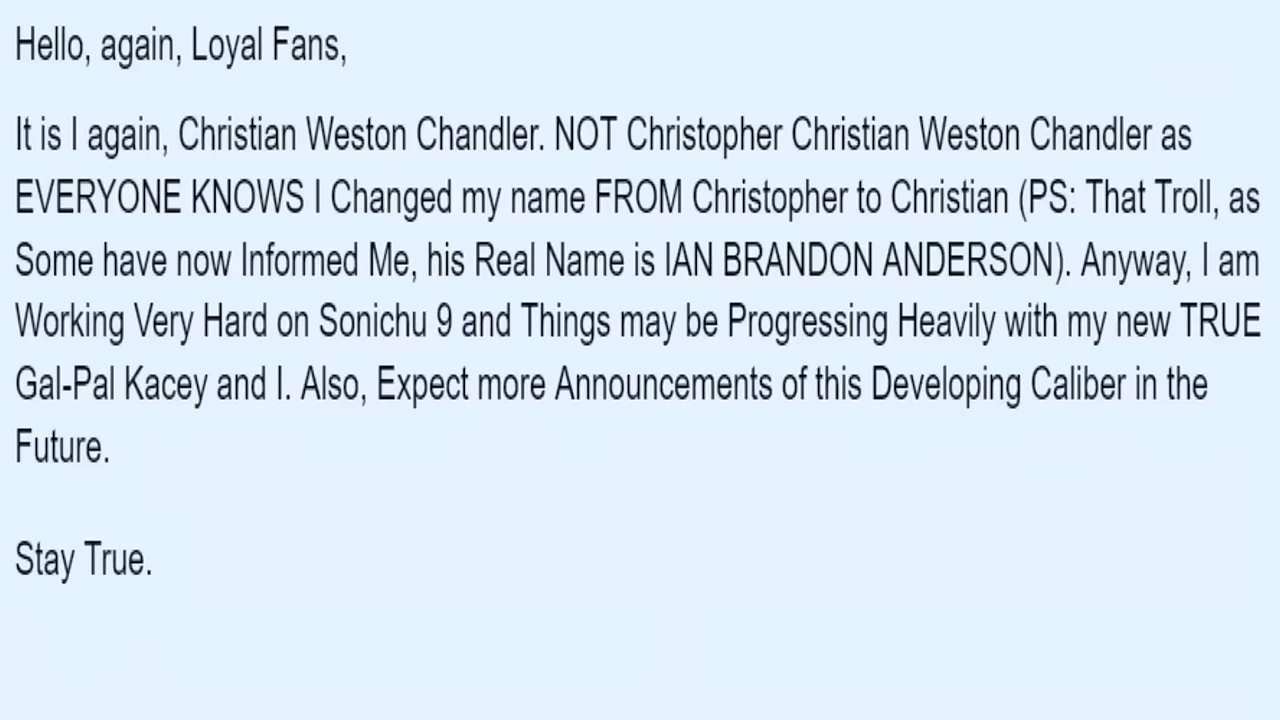 Hello, again, Loyal Fans,
It is I again, Christian Weston Chandler. NOT Christopher Christian Weston Chandler as
EVERYONE KNOWS I Changed my name FROM Christopher to Christian (PS: That Troll, as
Some have now Informed Me, his Real Name is IAN BRANDON ANDERSON). Anyway, I am
Working Very Hard on Sonichu 9 and Things may be Progressing Heavily with my new TRUE
Gal-Pal Kacey and I. Also, Expect more Announcements of this Developing Caliber in the
Future.
Stay True.